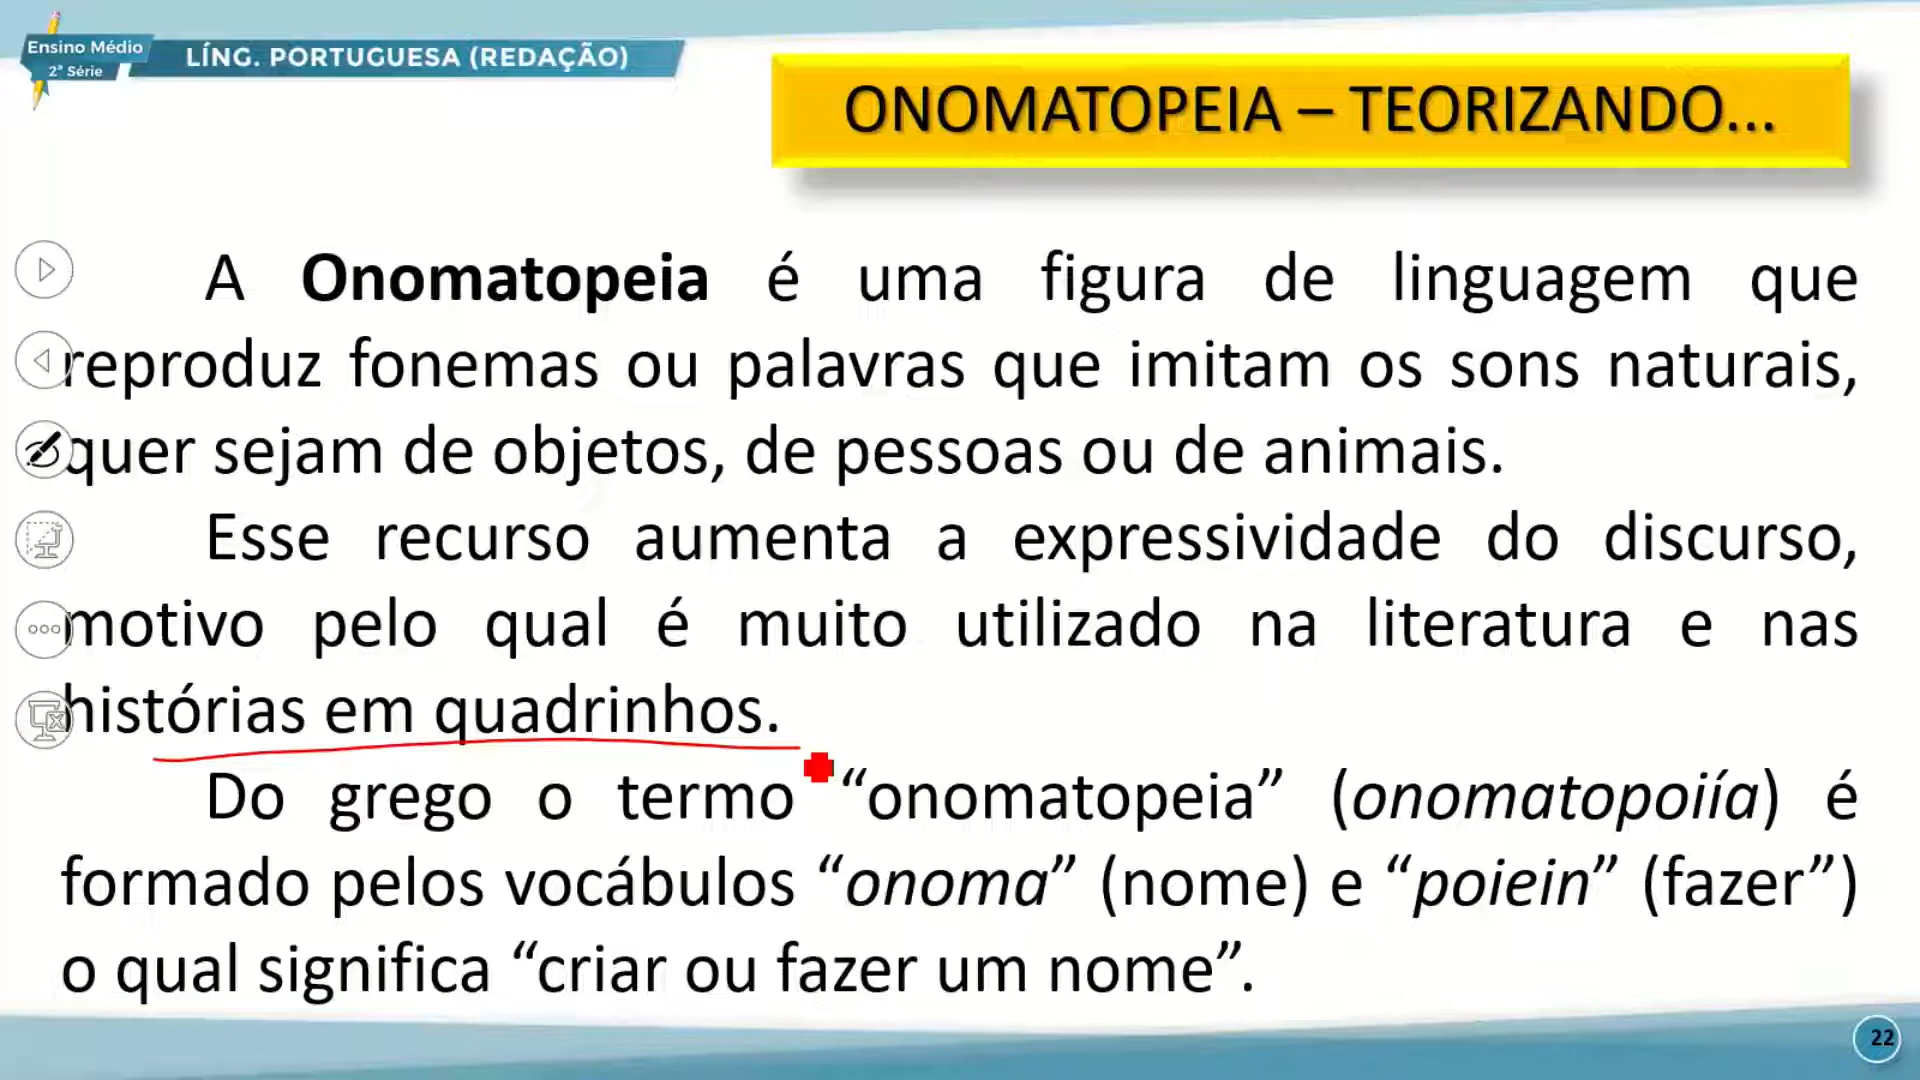 Ensino Médio
2ª Série
LÍNG. PORTUGUESA (REDAÇÃO)
ONOMATOPEIA – TEORIZANDO...
A Onomatopeia é uma figura de linguagem que
reproduz fonemas ou palavras que imitam os sons naturais,
quer sejam de objetos, de pessoas ou de animais.
Esse recurso aumenta a expressividade do discurso,
motivo pelo qual é muito utilizado na literatura e nas
histórias em quadrinhos.
Do grego o termo “onomatopeia” (onomatopoiía) é
formado pelos vocábulos “onoma” (nome) e “poiein” (fazer”)
o qual significa “criar ou fazer um nome”.
22